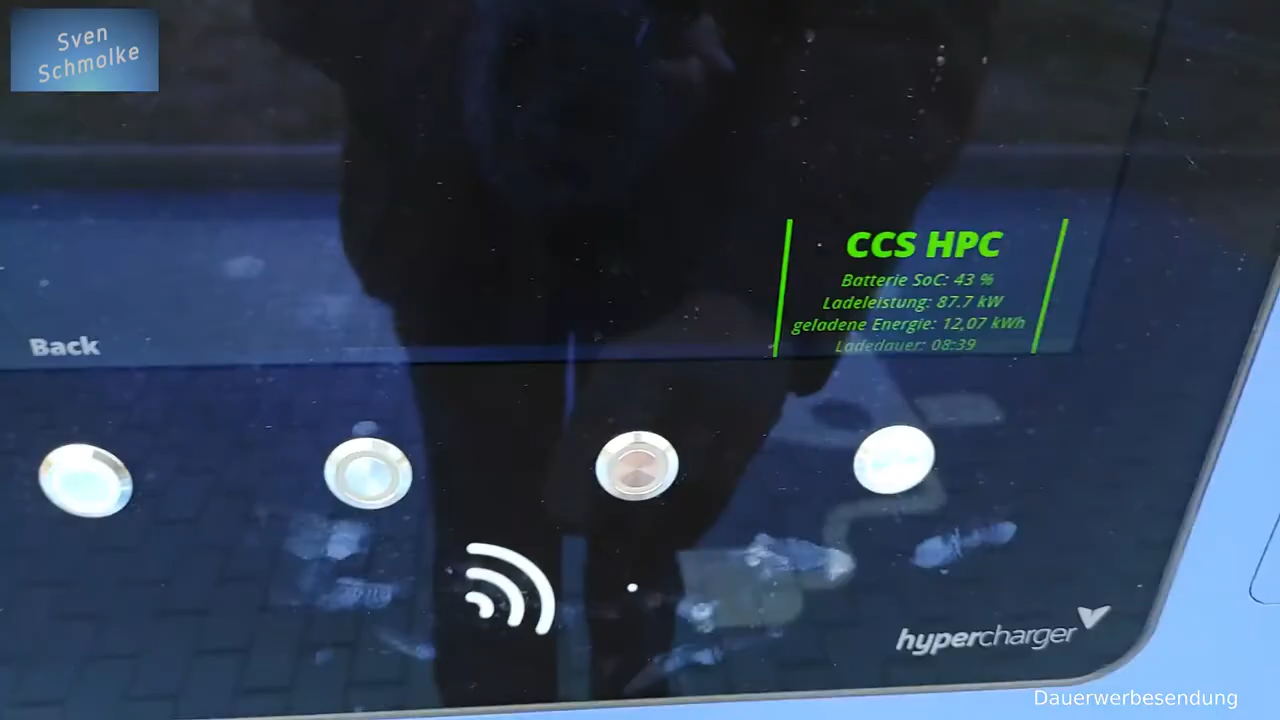 Sven
Schmolke
CCS HPC
Batterie SoC: 43 %
Ladeleistung: 87.7 kW
geladene Energie: 12,07 kWh
Ladedauer: 08:39
Back
hypercharger
Dauerwerbesendung